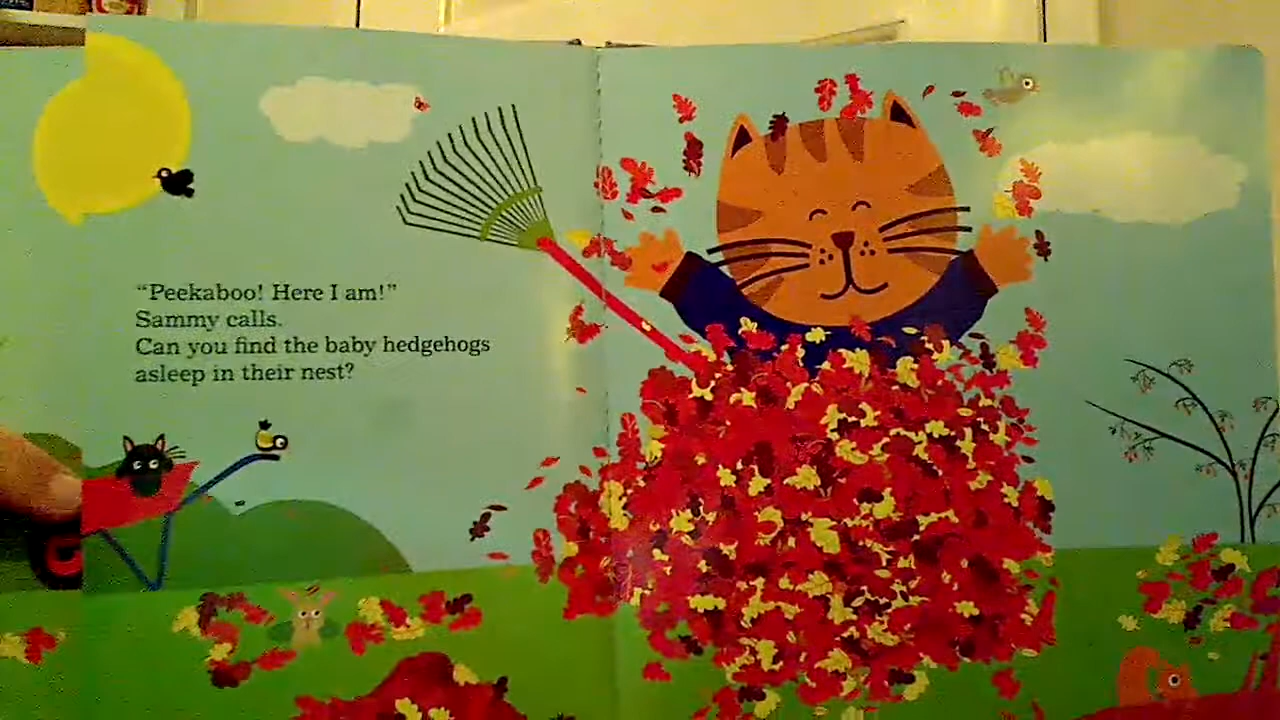 “Peekaboo! Here I am!”
Sammy calls.
Can you find the baby hedgehogs
asleep in their nest?